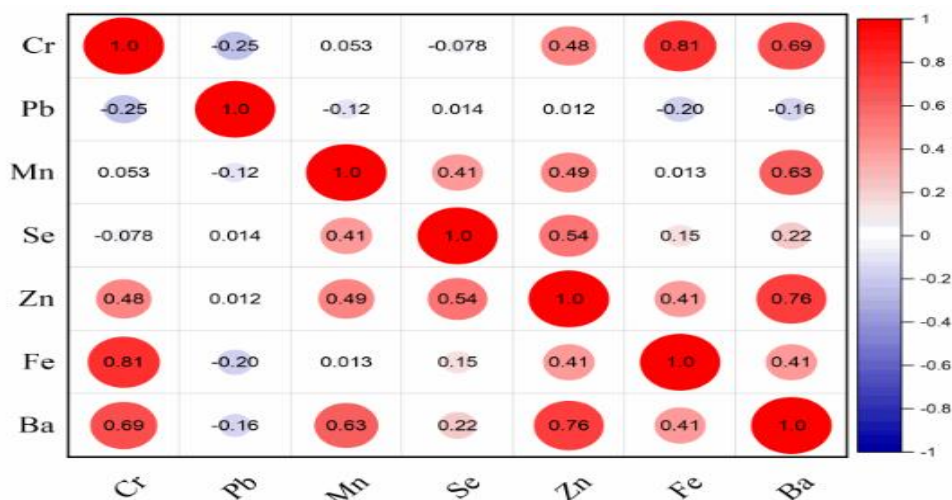 Cr 1.0 -0.25 0.053 -0.078 0.48 0.81 0.69
Pb -0.25 1.0 -0.12 0.014 0.012 -0.20 -0.16
Mn 0.053 -0.12 1.0 0.41 0.49 0.013 0.63
Se -0.078 0.014 0.41 1.0 0.54 0.15 0.22
Zn 0.48 0.012 0.49 0.54 1.0 0.41 0.76
Fe 0.81 -0.20 0.013 0.15 0.41 1.0 0.41
Ba 0.69 -0.16 0.63 0.22 0.76 0.41 1.0
Cr Pb Mn Se Zn Fe Ba
1
0.8
0.6
0.4
0.2
0
-0.2
-0.4
-0.6
-0.8
-1